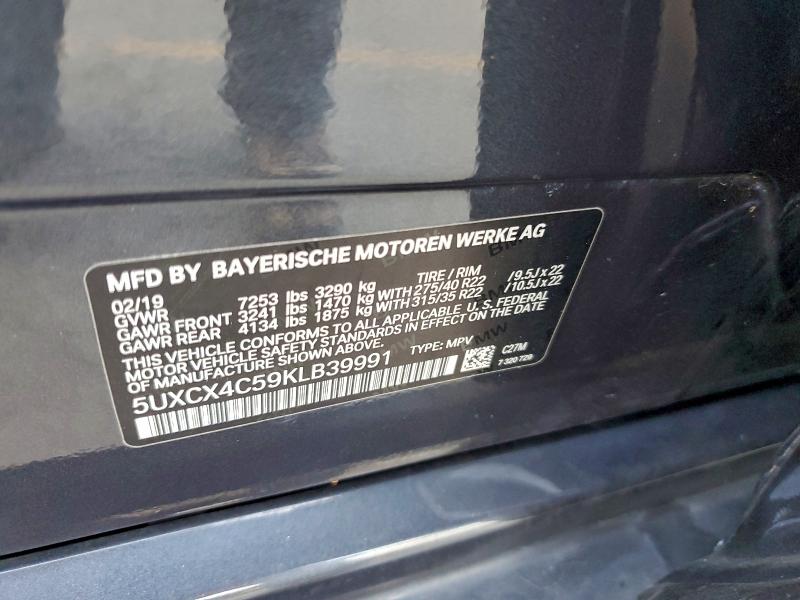 MFD BY BAYERISCHE MOTOREN WERKE AG
02/19 TIRE / RIM
GVWR 7253 lbs 3290 kg
GAWR FRONT 3241 lbs 1470 kg WITH 275/40 R22 /9.5J x 22
GAWR REAR 4134 lbs 1875 kg WITH 315/35 R22 /10.5J x 22
THIS VEHICLE CONFORMS TO ALL APPLICABLE U.S. FEDERAL
MOTOR VEHICLE SAFETY STANDARDS IN EFFECT ON THE DATE
OF MANUFACTURE SHOWN ABOVE. TYPE: MPV
5UXCX4C59KLB39991
C27M
7 320 729